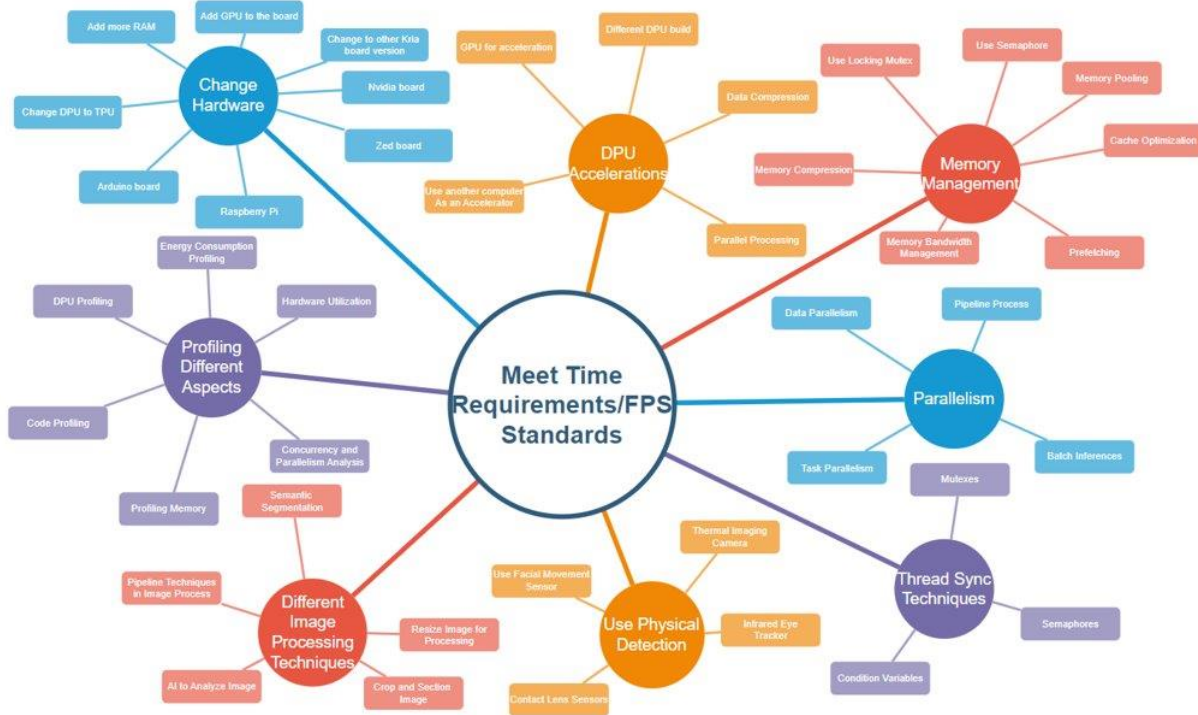 Add more RAM
Add GPU to the board
Change to other Kria
board version
Nvidia board
Zed board
Raspberry Pi
Arduino board
Change DPU to TPU
Change
Hardware
GPU for acceleration
Different DPU build
Data Compression
Parallel Processing
Use another computer
As an Accelerator
DPU
Accelerations
Use Locking Mutex
Use Semaphore
Memory Pooling
Cache Optimization
Prefetching
Memory Bandwidth
Management
Memory Compression
Memory
Management
Energy Consumption
Profiling
DPU Profiling
Hardware Utilization
Code Profiling
Concurrency and
Parallelism Analysis
Profiling Memory
Profiling
Different
Aspects
Meet Time
Requirements/FPS
Standards
Data Parallelism
Pipeline Process
Task Parallelism
Batch Inferences
Parallelism
Semantic
Segmentation
Pipeline Techniques
in Image Process
Resize Image for
Processing
AI to Analyze Image
Crop and Section
Image
Different
Image
Processing
Techniques
Thermal Imaging
Camera
Use Facial Movement
Sensor
Infrared Eye
Tracker
Contact Lens Sensors
Use Physical
Detection
Mutexes
Semaphores
Condition Variables
Thread Sync
Techniques